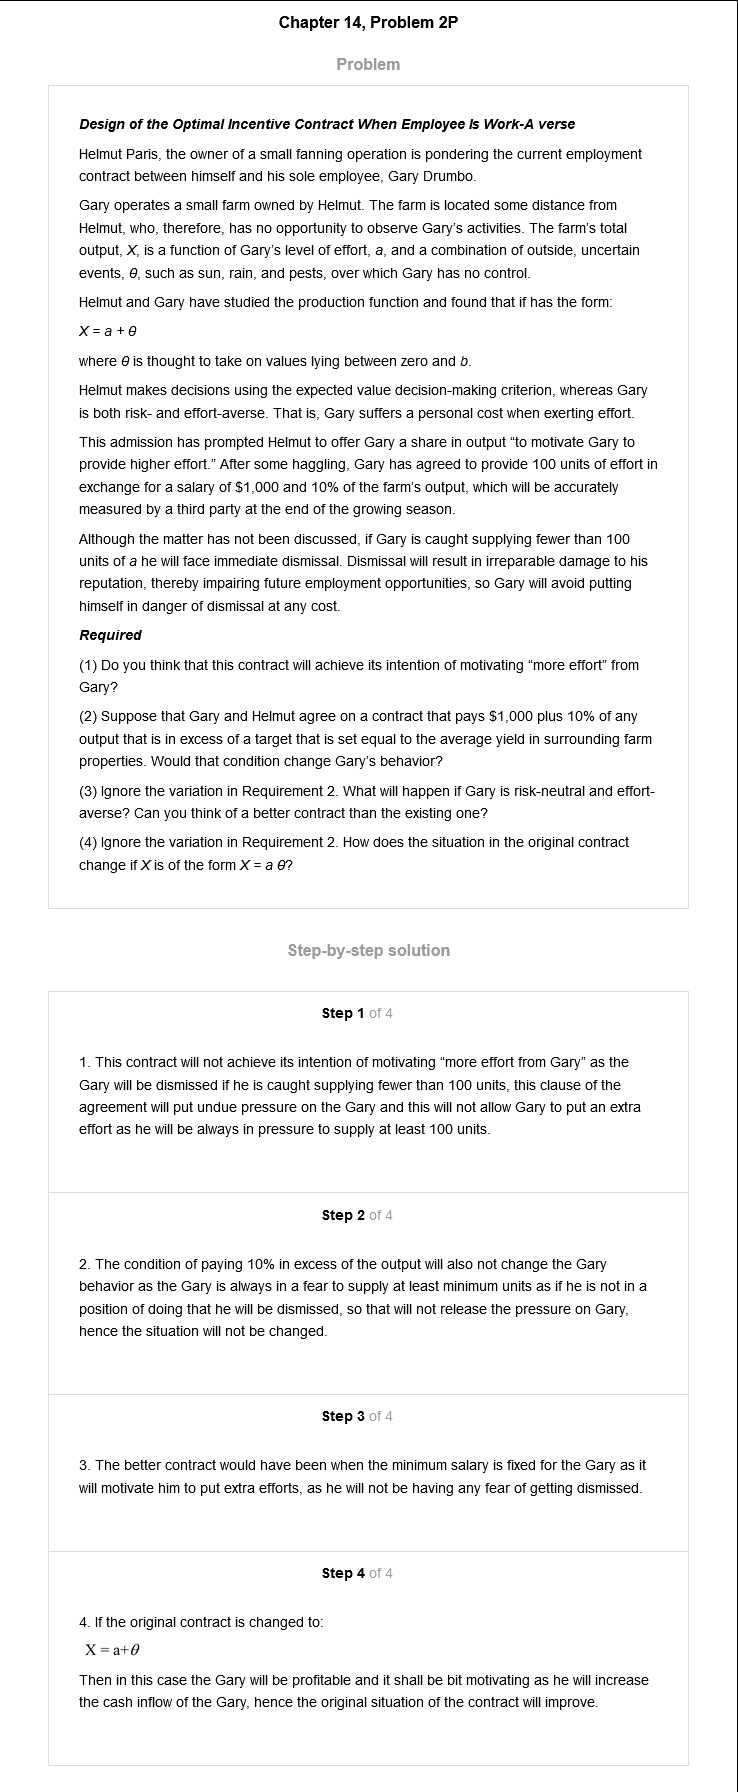 Chapter 14, Problem 2P
Problem
Design of the Optimal Incentive Contract When Employee Is Work-A verse
Helmut Paris, the owner of a small fanning operation is pondering the current employment
contract between himself and his sole employee, Gary Drumbo.
Gary operates a small farm owned by Helmut. The farm is located some distance from
Helmut, who, therefore, has no opportunity to observe Gary's activities. The farm's total
output, X, is a function of Gary's level of effort, a, and a combination of outside, uncertain
events, θ, such as sun, rain, and pests, over which Gary has no control.
Helmut and Gary have studied the production function and found that if has the form:
X = a + θ
where θ is thought to take on values lying between zero and b.
Helmut makes decisions using the expected value decision-making criterion, whereas Gary
is both risk- and effort-averse. That is, Gary suffers a personal cost when exerting effort.
This admission has prompted Helmut to offer Gary a share in output “to motivate Gary to
provide higher effort.” After some haggling, Gary has agreed to provide 100 units of effort in
exchange for a salary of $1,000 and 10% of the farm's output, which will be accurately
measured by a third party at the end of the growing season.
Although the matter has not been discussed, if Gary is caught supplying fewer than 100
units of a he will face immediate dismissal. Dismissal will result in irreparable damage to his
reputation, thereby impairing future employment opportunities, so Gary will avoid putting
himself in danger of dismissal at any cost.
Required
(1) Do you think that this contract will achieve its intention of motivating “more effort” from
Gary?
(2) Suppose that Gary and Helmut agree on a contract that pays $1,000 plus 10% of any
output that is in excess of a target that is set equal to the average yield in surrounding farm
properties. Would that condition change Gary's behavior?
(3) Ignore the variation in Requirement 2. What will happen if Gary is risk-neutral and effort-
averse? Can you think of a better contract than the existing one?
(4) Ignore the variation in Requirement 2. How does the situation in the original contract
change if X is of the form X = a θ?
Step-by-step solution
Step 1 of 4
1. This contract will not achieve its intention of motivating “more effort from Gary” as the
Gary will be dismissed if he is caught supplying fewer than 100 units, this clause of the
agreement will put undue pressure on the Gary and this will not allow Gary to put an extra
effort as he will be always in pressure to supply at least 100 units.
Step 2 of 4
2. The condition of paying 10% in excess of the output will also not change the Gary
behavior as the Gary is always in a fear to supply at least minimum units as if he is not in a
position of doing that he will be dismissed, so that will not release the pressure on Gary,
hence the situation will not be changed.
Step 3 of 4
3. The better contract would have been when the minimum salary is fixed for the Gary as it
will motivate him to put extra efforts, as he will not be having any fear of getting dismissed.
Step 4 of 4
4. If the original contract is changed to:
X = a+θ
Then in this case the Gary will be profitable and it shall be bit motivating as he will increase
the cash inflow of the Gary, hence the original situation of the contract will improve.